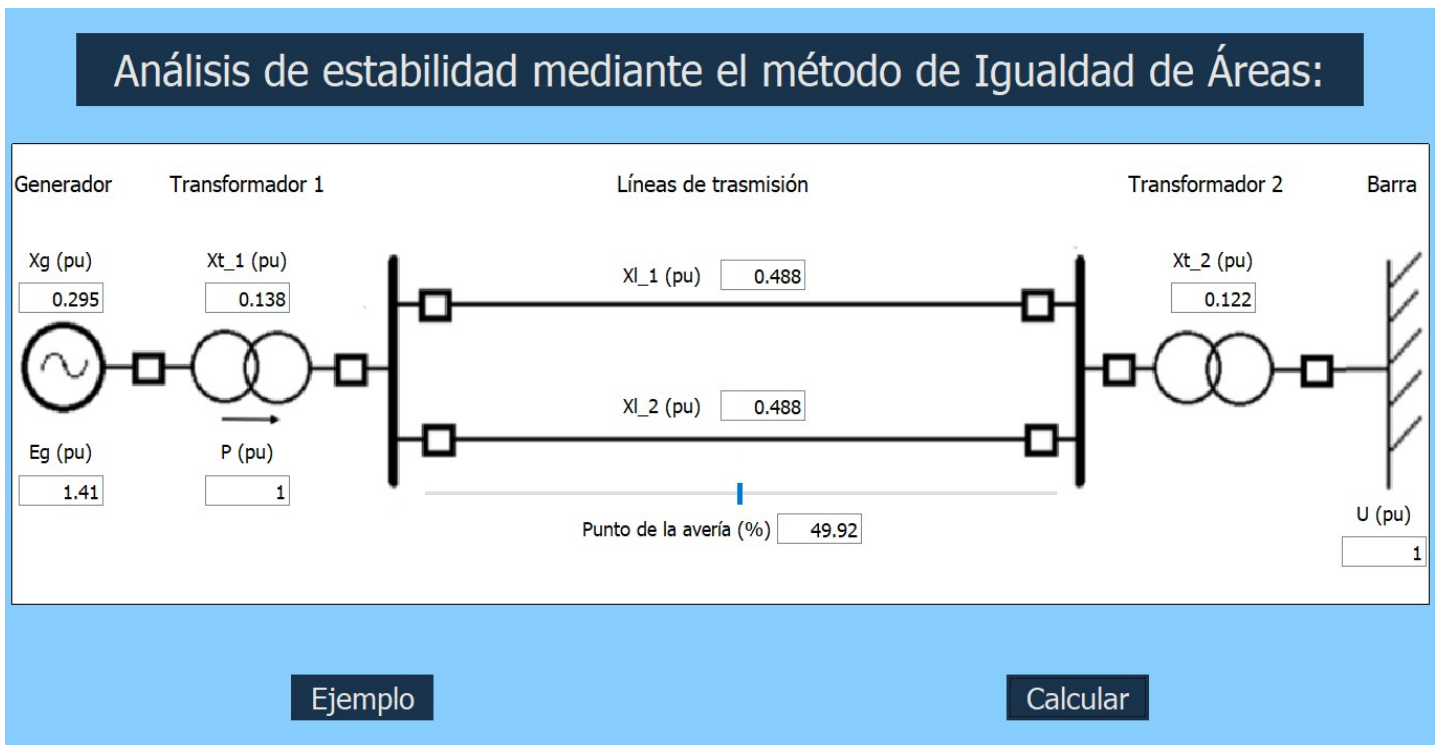 Análisis de estabilidad mediante el método de Igualdad de Áreas:
Generador Transformador 1 Líneas de trasmisión Transformador 2 Barra
Xg (pu) Xt_1 (pu) Xl_1 (pu) 0.488 Xt_2 (pu)
0.295 0.138 0.122
Xl_2 (pu) 0.488
Eg (pu) P (pu)
1.41 1
Punto de la avería (%) 49.92
U (pu)
1
Ejemplo Calcular